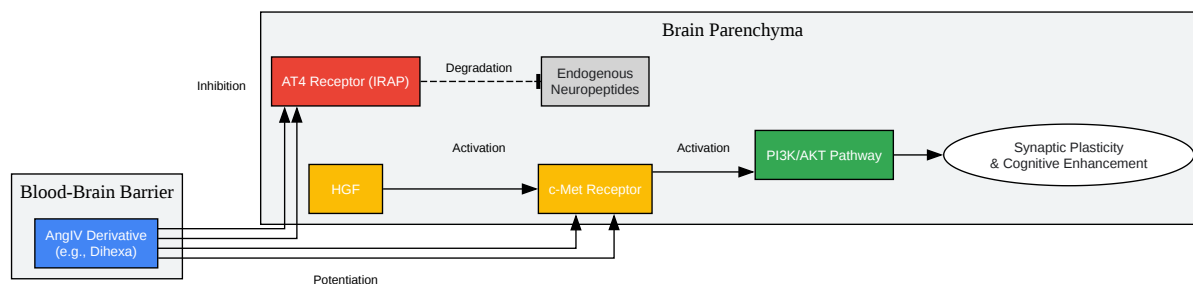 Brain Parenchyma
AT4 Receptor (IRAP)
Degradation
Endogenous
Neuropeptides
Inhibition
HGF
Activation
c-Met Receptor
Activation
PI3K/AKT Pathway
Synaptic Plasticity
& Cognitive Enhancement
Blood-Brain Barrier
AngIV Derivative
(e.g., Dihexa)
Potentiation